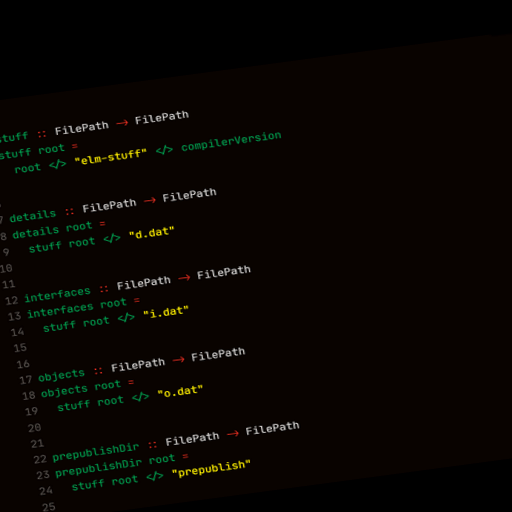 stuff :: FilePath -> FilePath
stuff root =
root </> "elm-stuff" </> compilerVersion
7 details :: FilePath -> FilePath
8 details root =
9 stuff root </> "d.dat"
10
11
12 interfaces :: FilePath -> FilePath
13 interfaces root =
14 stuff root </> "i.dat"
15
16
17 objects :: FilePath -> FilePath
18 objects root =
19 stuff root </> "o.dat"
20
21
22 prepublishDir :: FilePath -> FilePath
23 prepublishDir root =
24 stuff root </> "prepublish"
25